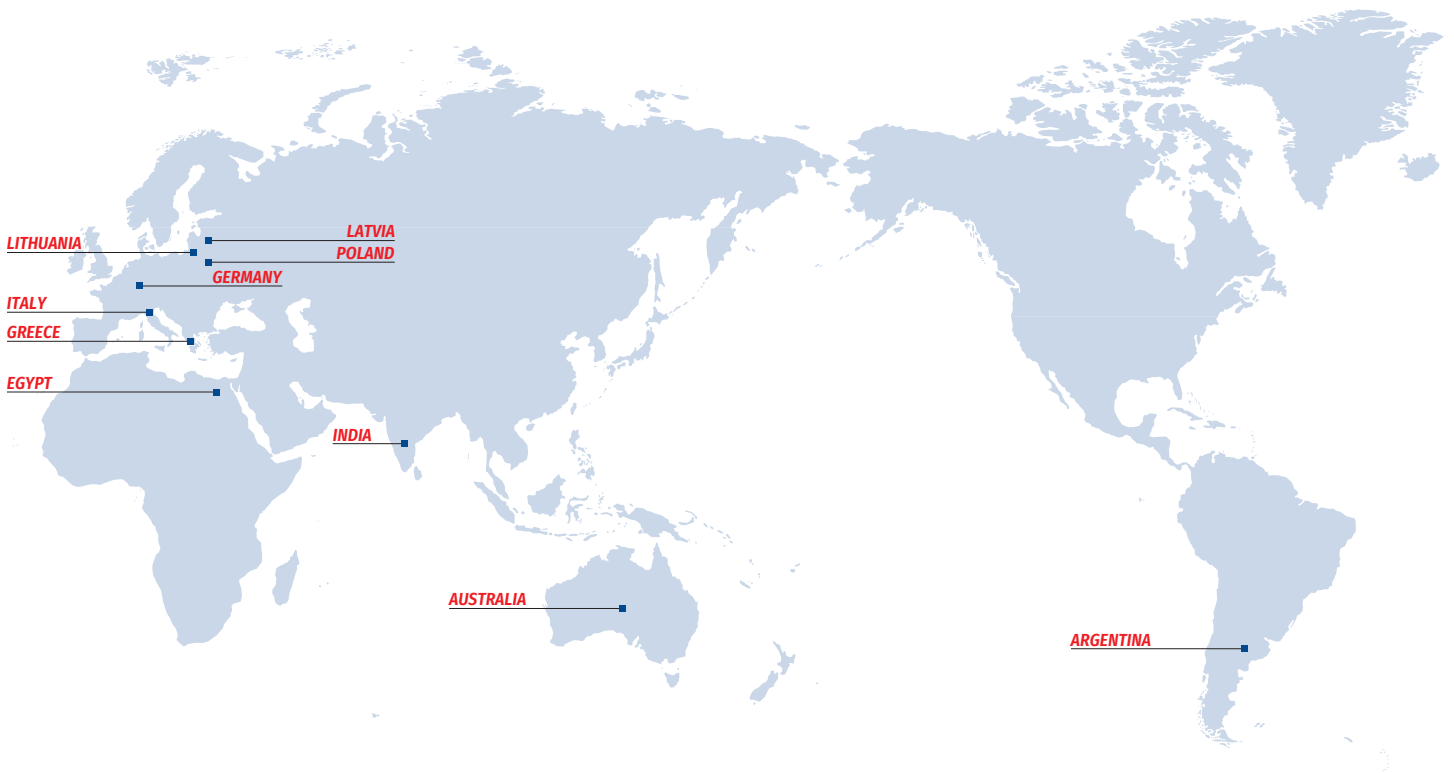 LATVIA
LITHUANIA
POLAND
GERMANY
ITALY
GREECE
EGYPT
INDIA
AUSTRALIA
ARGENTINA